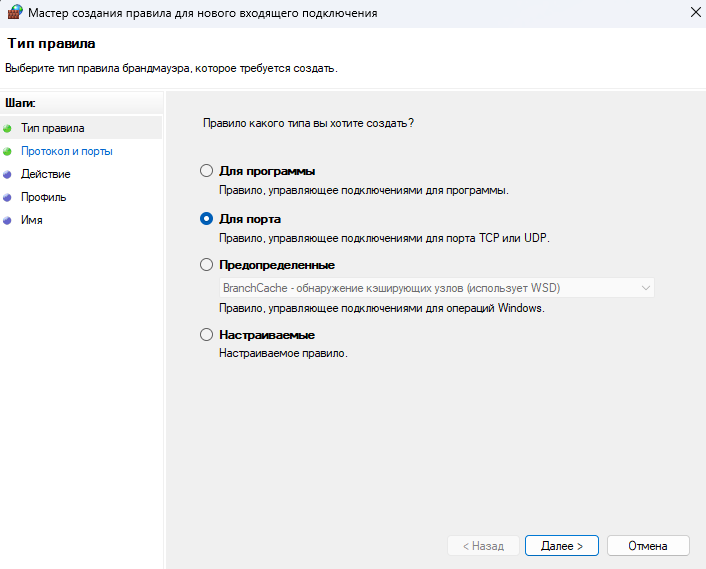 Мастер создания правила для нового входящего подключения
Тип правила
Выберите тип правила брандмауэра, которое требуется создать.
Шаги:
Тип правила
Протокол и порты
Действие
Профиль
Имя
Правило какого типа вы хотите создать?
Для программы
Правило, управляющее подключениями для программы.
Для порта
Правило, управляющее подключениями для порта TCP или UDP.
Предопределенные
BranchCache - обнаружение кэширующих узлов (использует WSD)
Правило, управляющее подключениями для операций Windows.
Настраиваемые
Настраиваемое правило.
< Назад
Далее >
Отмена